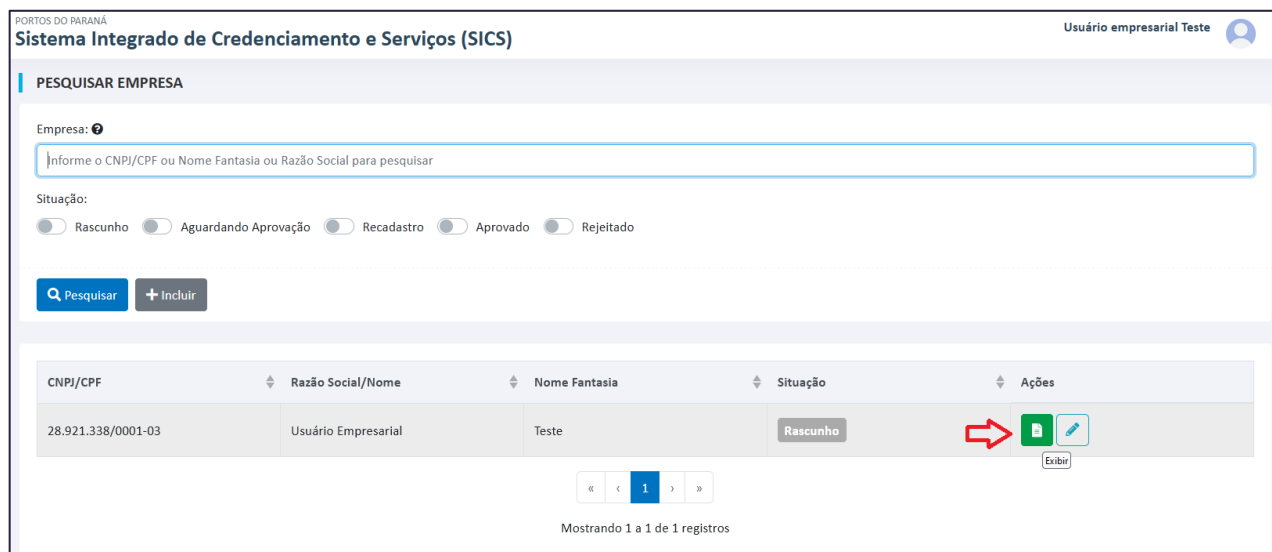 PORTOS DO PARANÁ
Sistema Integrado de Credenciamento e Serviços (SICS)
Usuário empresarial Teste
PESQUISAR EMPRESA
Empresa:
Informe o CNPJ/CPF ou Nome Fantasia ou Razão Social para pesquisar
Situação:
Rascunho Aguardando Aprovação Recadastro Aprovado Rejeitado
Pesquisar Incluir
CNPJ/CPF Razão Social/Nome Nome Fantasia Situação Ações
28.921.338/0001-03 Usuário Empresarial Teste Rascunho
Exibir
« ‹ 1 › »
Mostrando 1 a 1 de 1 registros